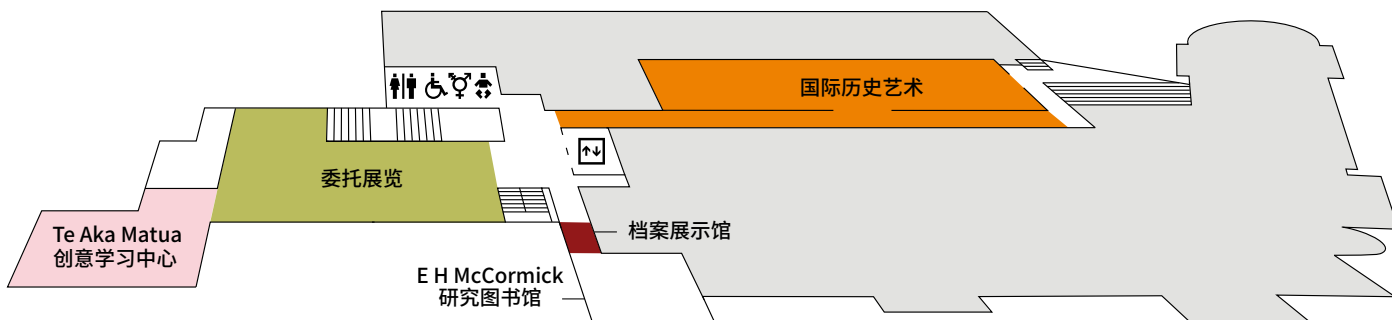 国际历史艺术
委托展览
Te Aka Matua
创意学习中心
档案展示馆
E H McCormick
研究图书馆